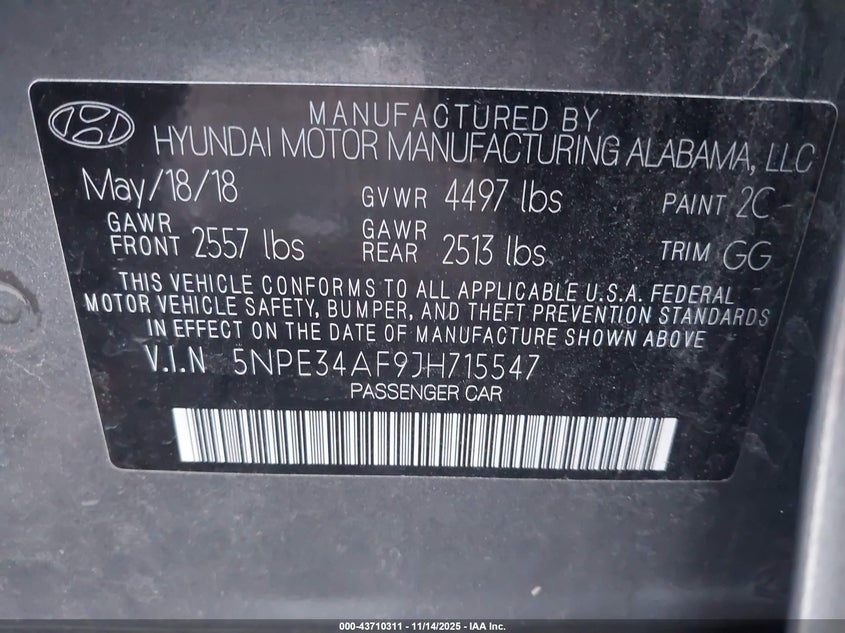 MANUFACTURED BY
HYUNDAI MOTOR MANUFACTURING ALABAMA, LLC
May/18/18 GVWR 4497 lbs PAINT 2C
GAWR FRONT 2557 lbs GAWR REAR 2513 lbs TRIM GG
THIS VEHICLE CONFORMS TO ALL APPLICABLE U.S.A. FEDERAL
MOTOR VEHICLE SAFETY, BUMPER, AND THEFT PREVENTION STANDARDS
IN EFFECT ON THE DATE OF MANUFACTURE SHOWN ABOVE
V.I.N 5NPE34AF9JH715547
PASSENGER CAR
000-43710311 - 11/14/2025 - IAA Inc.